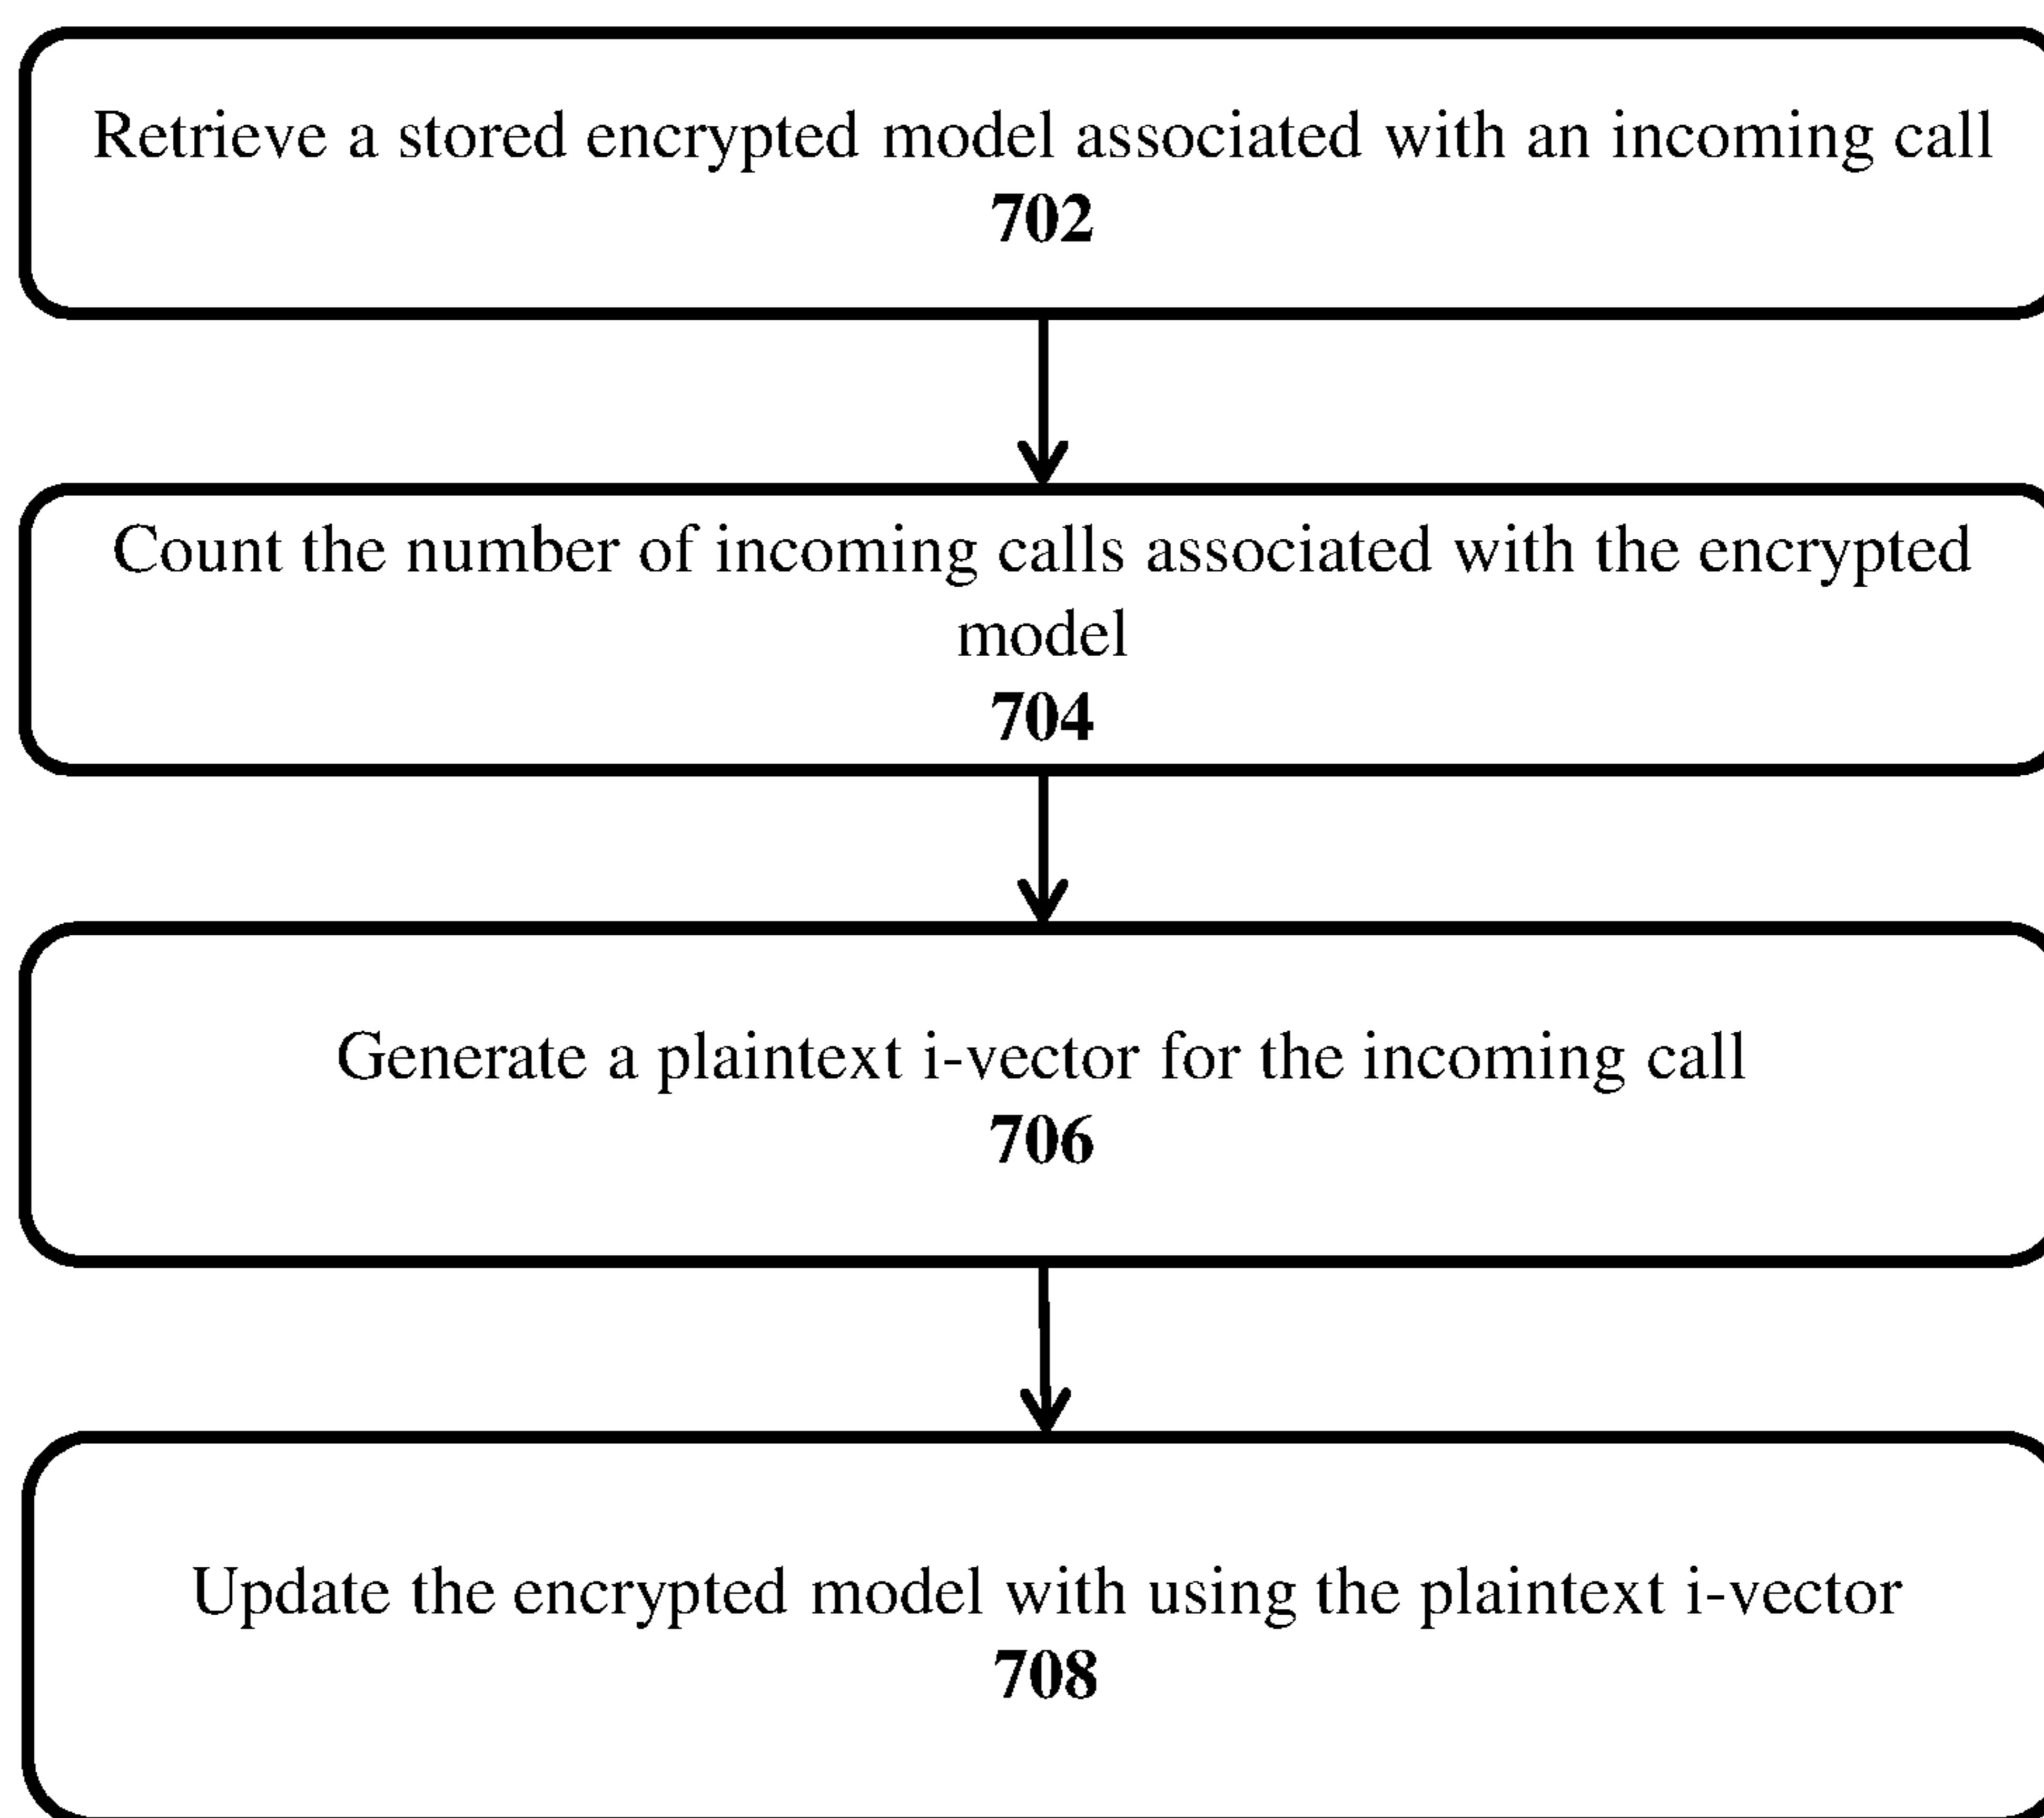 Retrieve a stored encrypted model associated with an incoming call
702
Count the number of incoming calls associated with the encrypted
model
704
Generate a plaintext i-vector for the incoming call
706
Update the encrypted model with using the plaintext i-vector
708